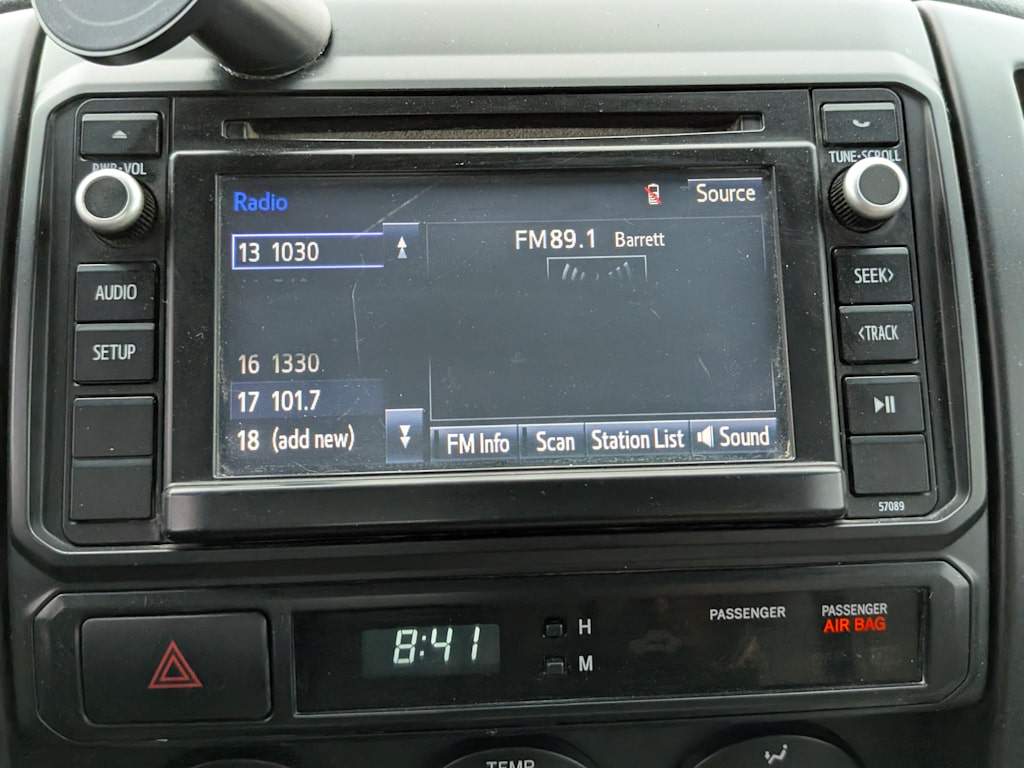 PWR•VOL
TUNE•SCROLL
Radio
Source
13 1030
FM89.1 Barrett
AUDIO
SEEK>
SETUP
<TRACK
16 1330
17 101.7
18 (add new)
FM Info
Scan
Station List
Sound
57089
8:41
H
M
PASSENGER
PASSENGER
AIR BAG
TEMP